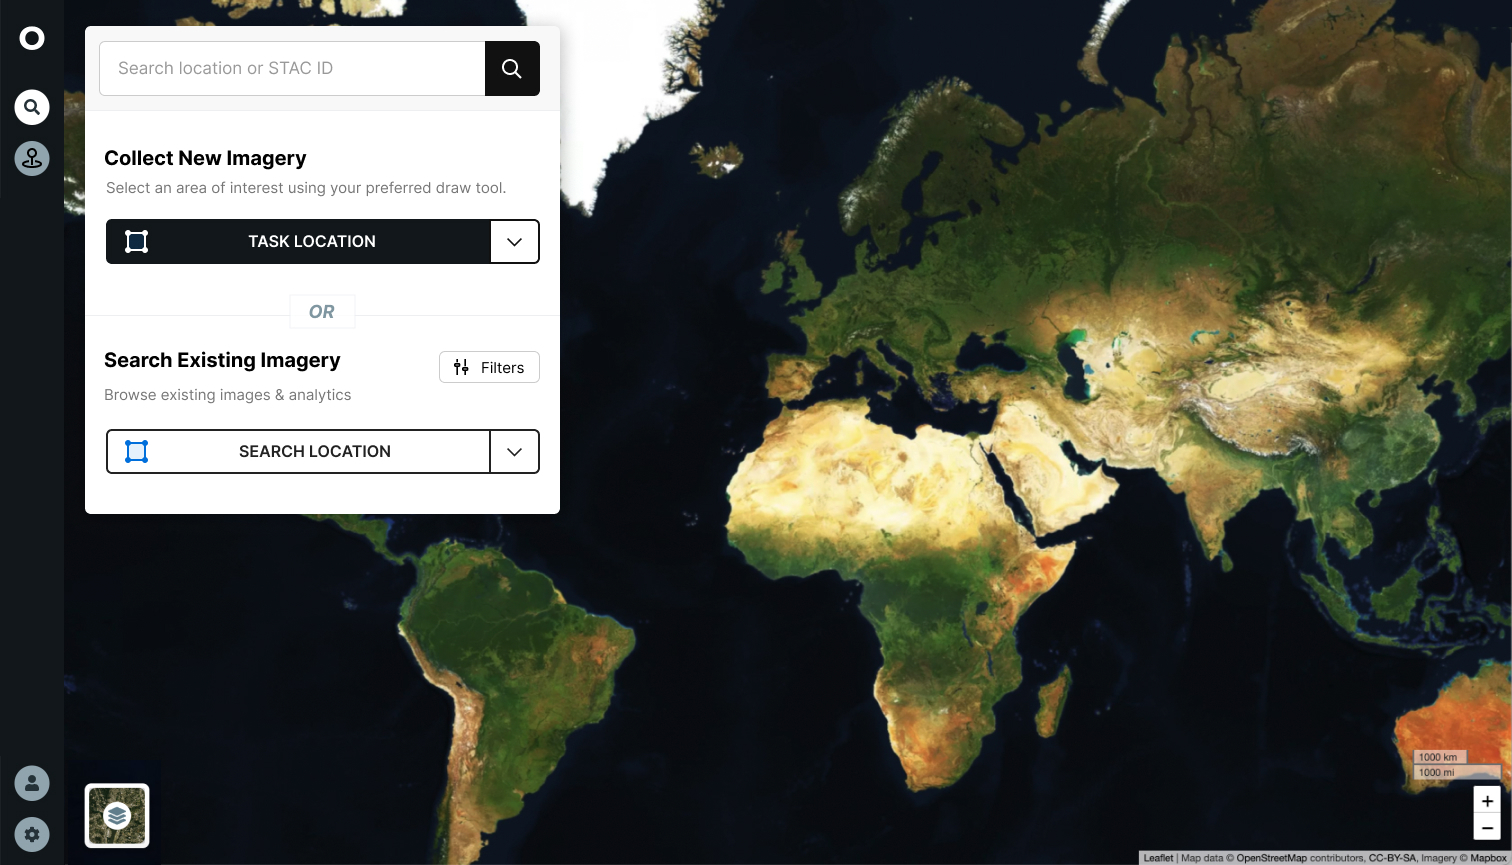 Search location or STAC ID
Collect New Imagery
Select an area of interest using your preferred draw tool.
TASK LOCATION
OR
Search Existing Imagery
Filters
Browse existing images & analytics
SEARCH LOCATION
1000 km
1000 mi
+
−
Leaflet | Map data © OpenStreetMap contributors, CC-BY-SA, Imagery © Mapbox